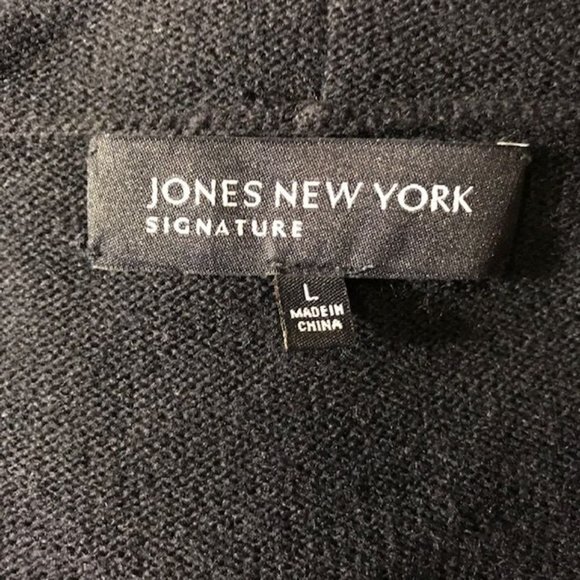 JONES NEW YORK
SIGNATURE
L
MADE IN
CHINA